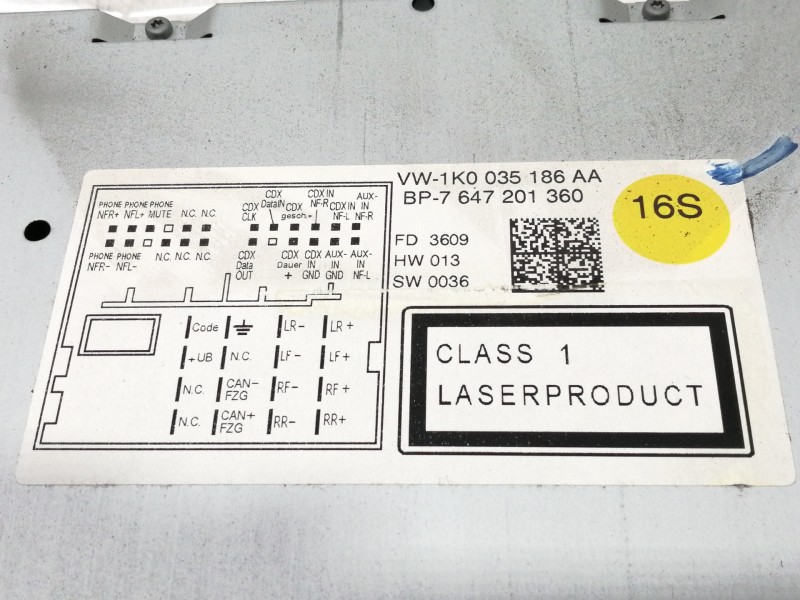 VW-1K0 035 186 AA
BP-7 647 201 360
16S
FD 3609
HW 013
SW 0036
CLASS 1
LASERPRODUCT
PHONE PHONE PHONE
NFR+ NFL+ MUTE N.C. N.C.
PHONE PHONE N.C. N.C. N.C.
NFR- NFL-
CDX CLK
CDX DataIN
CDX gesch.+
CDX IN NF-R
CDX IN NF-L
AUX-IN NF-R
CDX Data OUT
CDX Dauer +
CDX IN GND
AUX-IN GND
AUX-IN NF-L
Code LR- LR+
+UB N.C. LF- LF+
N.C. CAN-FZG RF- RF+
N.C. CAN+FZG RR- RR+